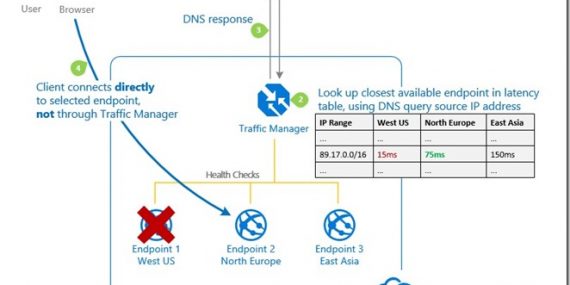 User
Browser
DNS response
3
4
Client connects directly
to selected endpoint,
not through Traffic Manager
2
Look up closest available endpoint in latency
table, using DNS query source IP address
Traffic Manager
IP Range West US North Europe East Asia
... ... ... ...
89.17.0.0/16 15ms 75ms 150ms
... ... ... ...
Health Checks
Endpoint 1
West US
Endpoint 2
North Europe
Endpoint 3
East Asia